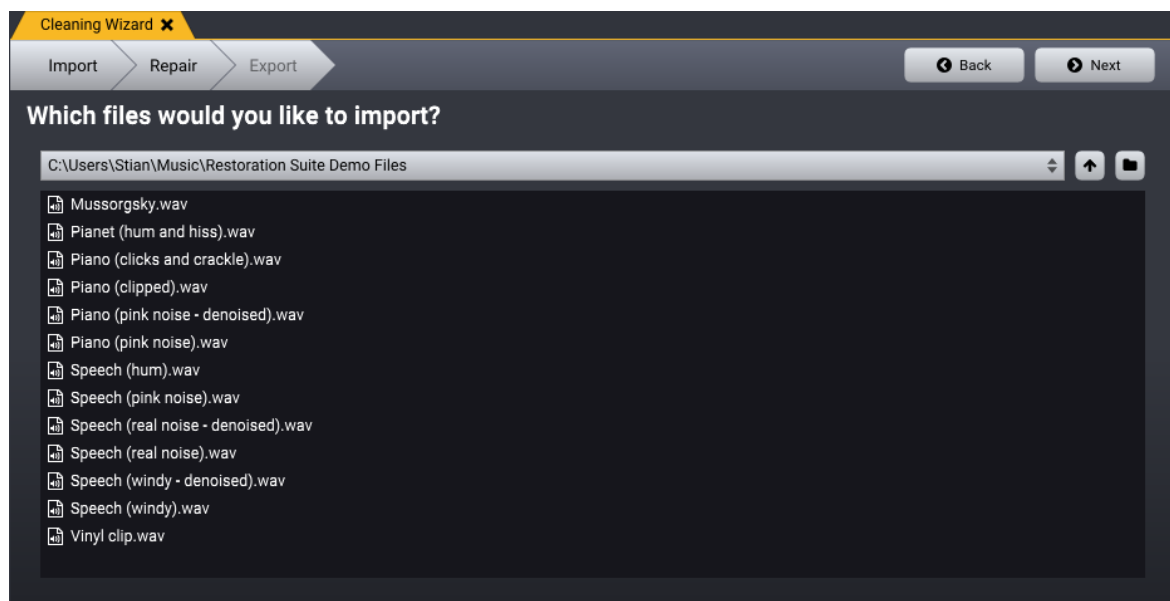 Cleaning Wizard
Import Repair Export Back Next
Which files would you like to import?
C:\Users\Stian\Music\Restoration Suite Demo Files
Mussorgsky.wav
Pianet (hum and hiss).wav
Piano (clicks and crackle).wav
Piano (clipped).wav
Piano (pink noise - denoised).wav
Piano (pink noise).wav
Speech (hum).wav
Speech (pink noise).wav
Speech (real noise - denoised).wav
Speech (real noise).wav
Speech (windy - denoised).wav
Speech (windy).wav
Vinyl clip.wav